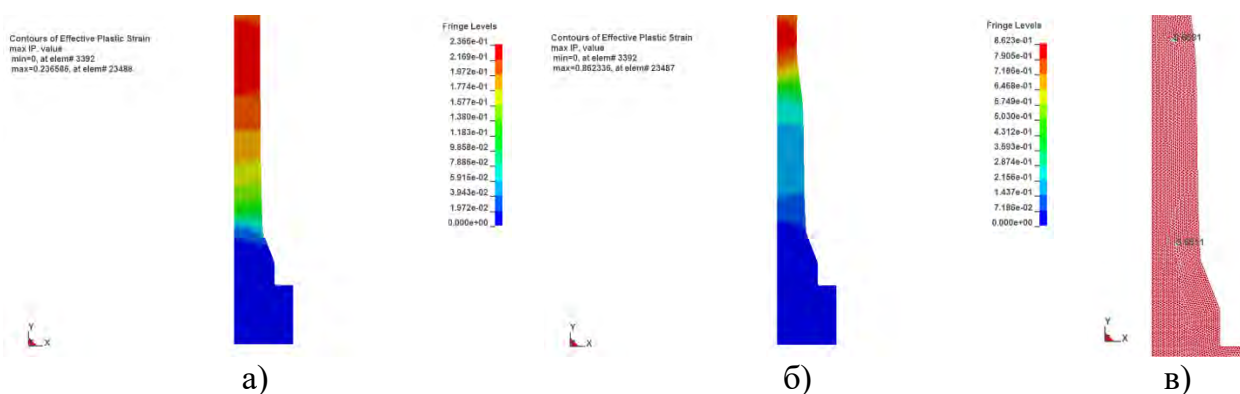 Contours of Effective Plastic Strain
max IP. value
min=0, at elem# 3392
max=0.236586, at elem# 23488
Fringe Levels
2.366e-01
2.169e-01
1.972e-01
1.774e-01
1.577e-01
1.380e-01
1.183e-01
9.858e-02
7.886e-02
5.915e-02
3.943e-02
1.972e-02
0.000e+00
Y
X
а)
Contours of Effective Plastic Strain
max IP. value
min=0, at elem# 3392
max=0.862336, at elem# 23487
Fringe Levels
8.623e-01
7.905e-01
7.186e-01
6.468e-01
5.749e-01
5.030e-01
4.312e-01
3.593e-01
2.874e-01
2.156e-01
1.437e-01
7.186e-02
0.000e+00
Y
X
б)
Y
X
в)